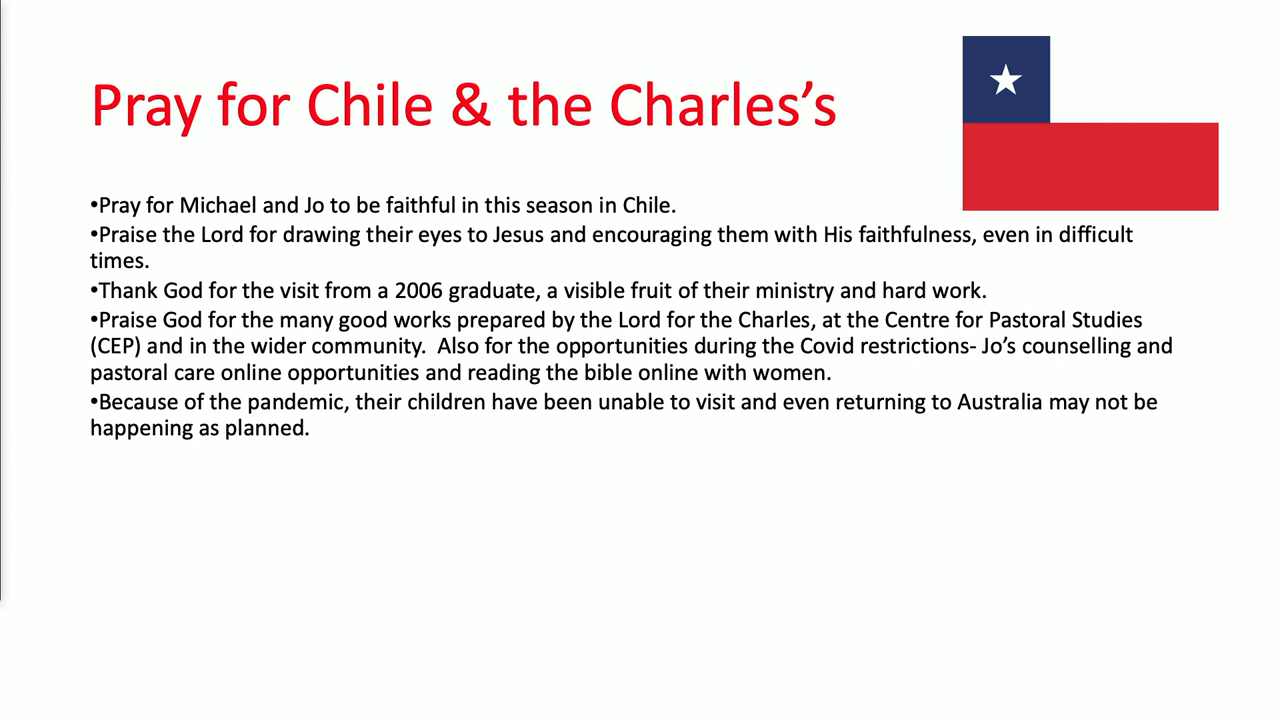 Pray for Chile & the Charles’s
•Pray for Michael and Jo to be faithful in this season in Chile.
•Praise the Lord for drawing their eyes to Jesus and encouraging them with His faithfulness, even in difficult
times.
•Thank God for the visit from a 2006 graduate, a visible fruit of their ministry and hard work.
•Praise God for the many good works prepared by the Lord for the Charles, at the Centre for Pastoral Studies
(CEP) and in the wider community.  Also for the opportunities during the Covid restrictions- Jo’s counselling and
pastoral care online opportunities and reading the bible online with women.
•Because of the pandemic, their children have been unable to visit and even returning to Australia may not be
happening as planned.